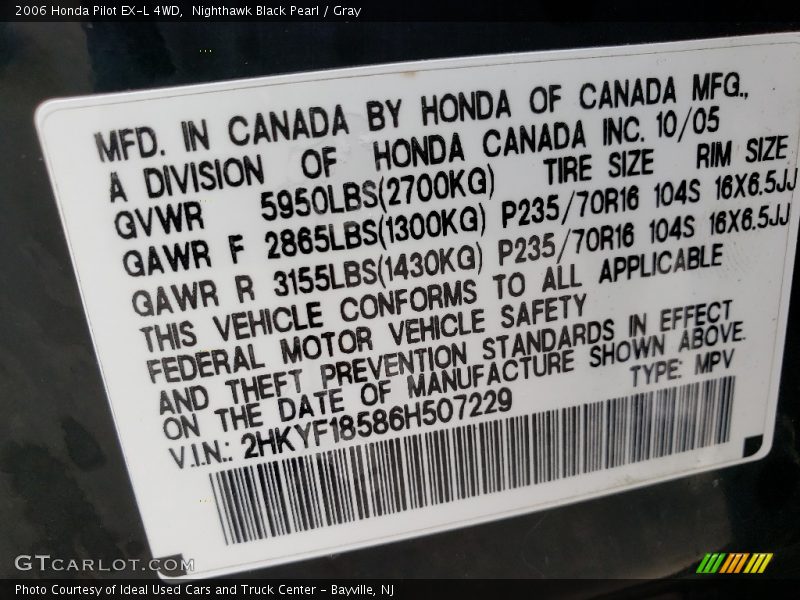 2006 Honda Pilot EX-L 4WD, Nighthawk Black Pearl / Gray
MFD. IN CANADA BY HONDA OF CANADA MFG.,
A DIVISION OF HONDA CANADA INC. 10/05
GVWR 5950LBS(2700KG) TIRE SIZE RIM SIZE
GAWR F 2865LBS(1300KG) P235/70R16 104S 16X6.5JJ
GAWR R 3155LBS(1430KG) P235/70R16 104S 16X6.5JJ
THIS VEHICLE CONFORMS TO ALL APPLICABLE
FEDERAL MOTOR VEHICLE SAFETY
AND THEFT PREVENTION STANDARDS IN EFFECT
ON THE DATE OF MANUFACTURE SHOWN ABOVE.
V.I.N.: 2HKYF18586H507229 TYPE: MPV
GTCARLOT.COM
Photo Courtesy of Ideal Used Cars and Truck Center - Bayville, NJ